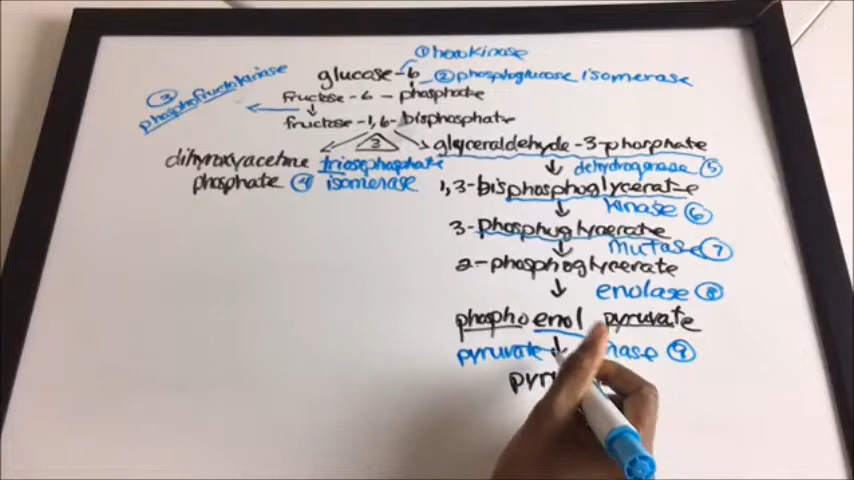 ① hexokinase
glucose-6
② phosphoglucose isomerase
③ phosphofructokinase
fructose-6-phosphate
fructose-1,6-bisphosphate
3
glyceraldehyde-3-phosphate
dihyroxyacetone triosephosphate
phosphate ④ isomerase
dehydrogenase ⑤
1,3-bisphosphoglycerate
kinase ⑥
3-phosphoglycerate
mutase ⑦
2-phosphoglycerate
enolase ⑧
phosphoenol pyruvate
pyruvate ⑨